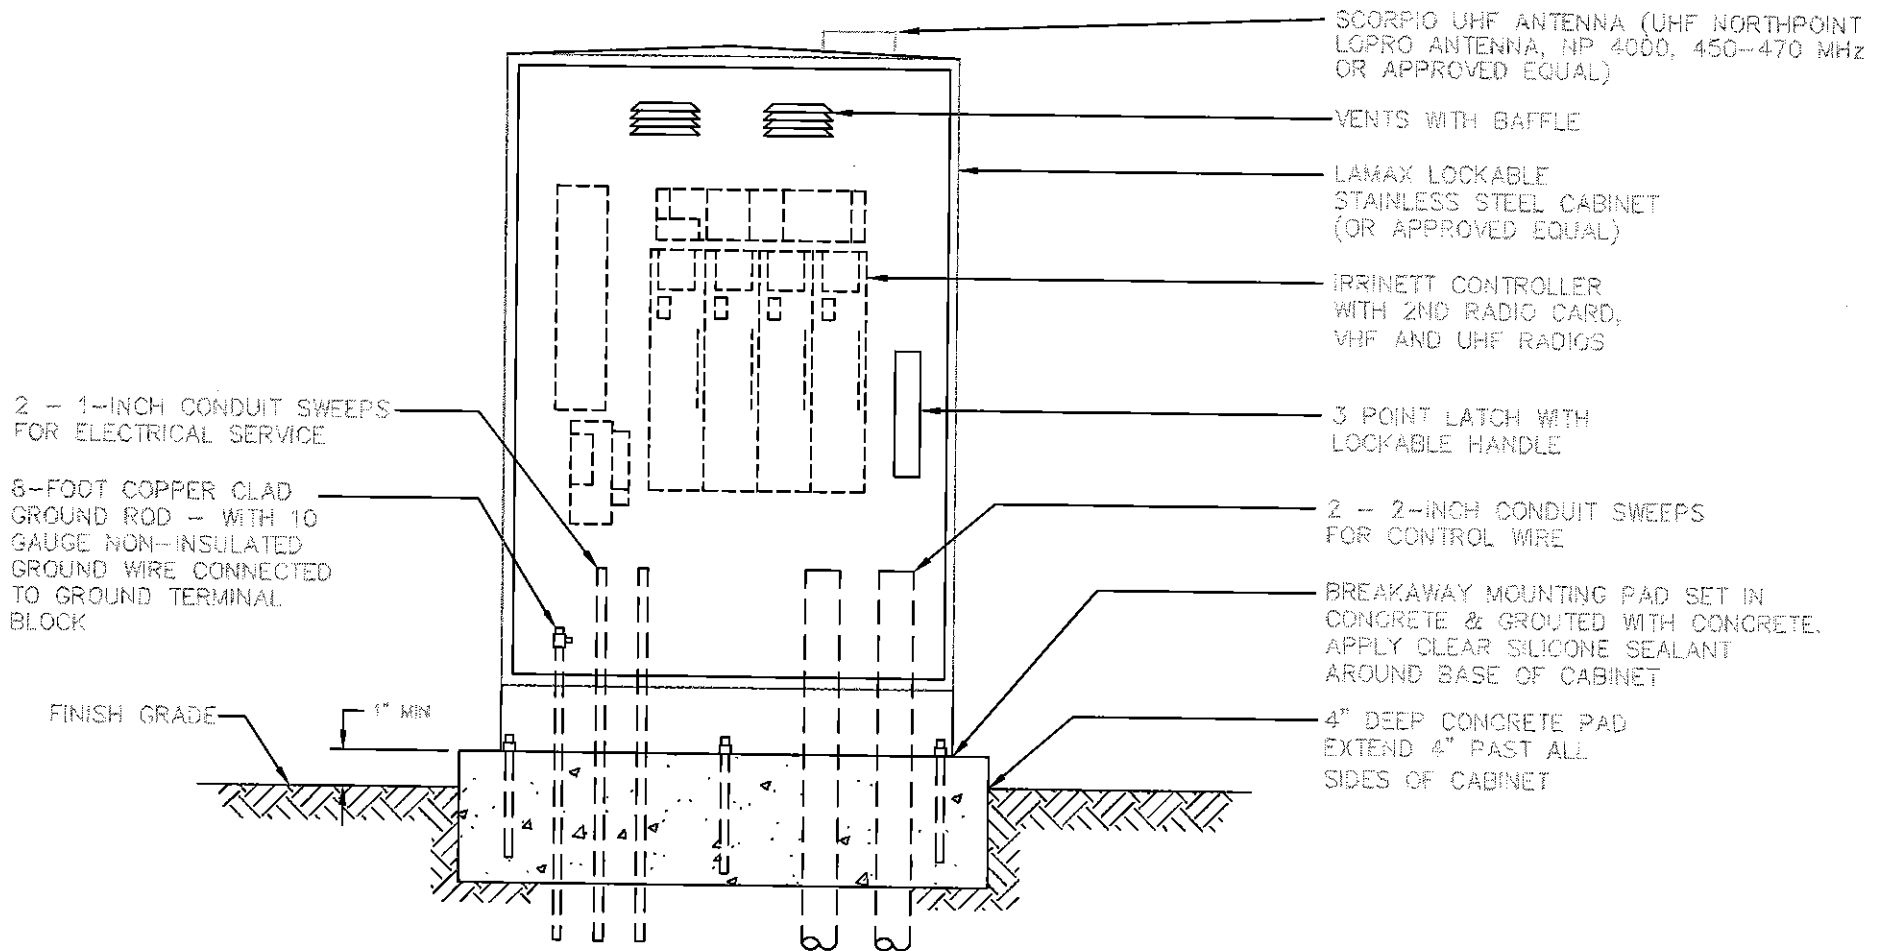 SCORPIO UHF ANTENNA (UHF NORTHPOINT
LOPRO ANTENNA, NP 4000, 450-470 MHz
OR APPROVED EQUAL)
VENTS WITH BAFFLE
LAMAX LOCKABLE
STAINLESS STEEL CABINET
(OR APPROVED EQUAL)
IRRINETT CONTROLLER
WITH 2ND RADIO CARD,
VHF AND UHF RADIOS
3 POINT LATCH WITH
LOCKABLE HANDLE
2 - 2-INCH CONDUIT SWEEPS
FOR CONTROL WIRE
BREAKAWAY MOUNTING PAD SET IN
CONCRETE & GROUTED WITH CONCRETE.
APPLY CLEAR SILICONE SEALANT
AROUND BASE OF CABINET
4" DEEP CONCRETE PAD
EXTEND 4" PAST ALL
SIDES OF CABINET
2 - 1-INCH CONDUIT SWEEPS
FOR ELECTRICAL SERVICE
8-FOOT COPPER CLAD
GROUND ROD - WITH 10
GAUGE NON-INSULATED
GROUND WIRE CONNECTED
TO GROUND TERMINAL
BLOCK
FINISH GRADE
1" MIN